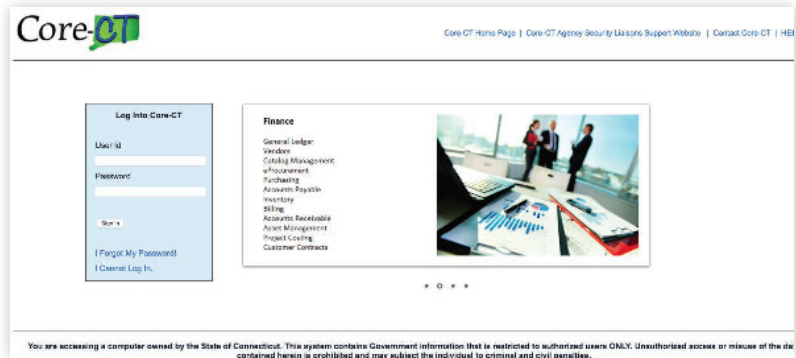 Core-CT
Core-CT Home Page | Core-CT Agency Security Liaisons Support Website | Contact Core-CT |
Log Into Core-CT
User Id
Password
Sign In
I Forgot My Password!
I Cannot Log In.
Finance
General Ledger
Vendors
Catalog Management
eProcurement
Purchasing
Accounts Payable
Inventory
Billing
Accounts Receivable
Asset Management
Project Costing
Customer Contracts
You are accessing a computer owned by the State of Connecticut. This system contains Government information that is restricted to authorized users ONLY. Unauthorized access or misuse of the da
contained herein is prohibited and may subject the individual to criminal and civil penalties.